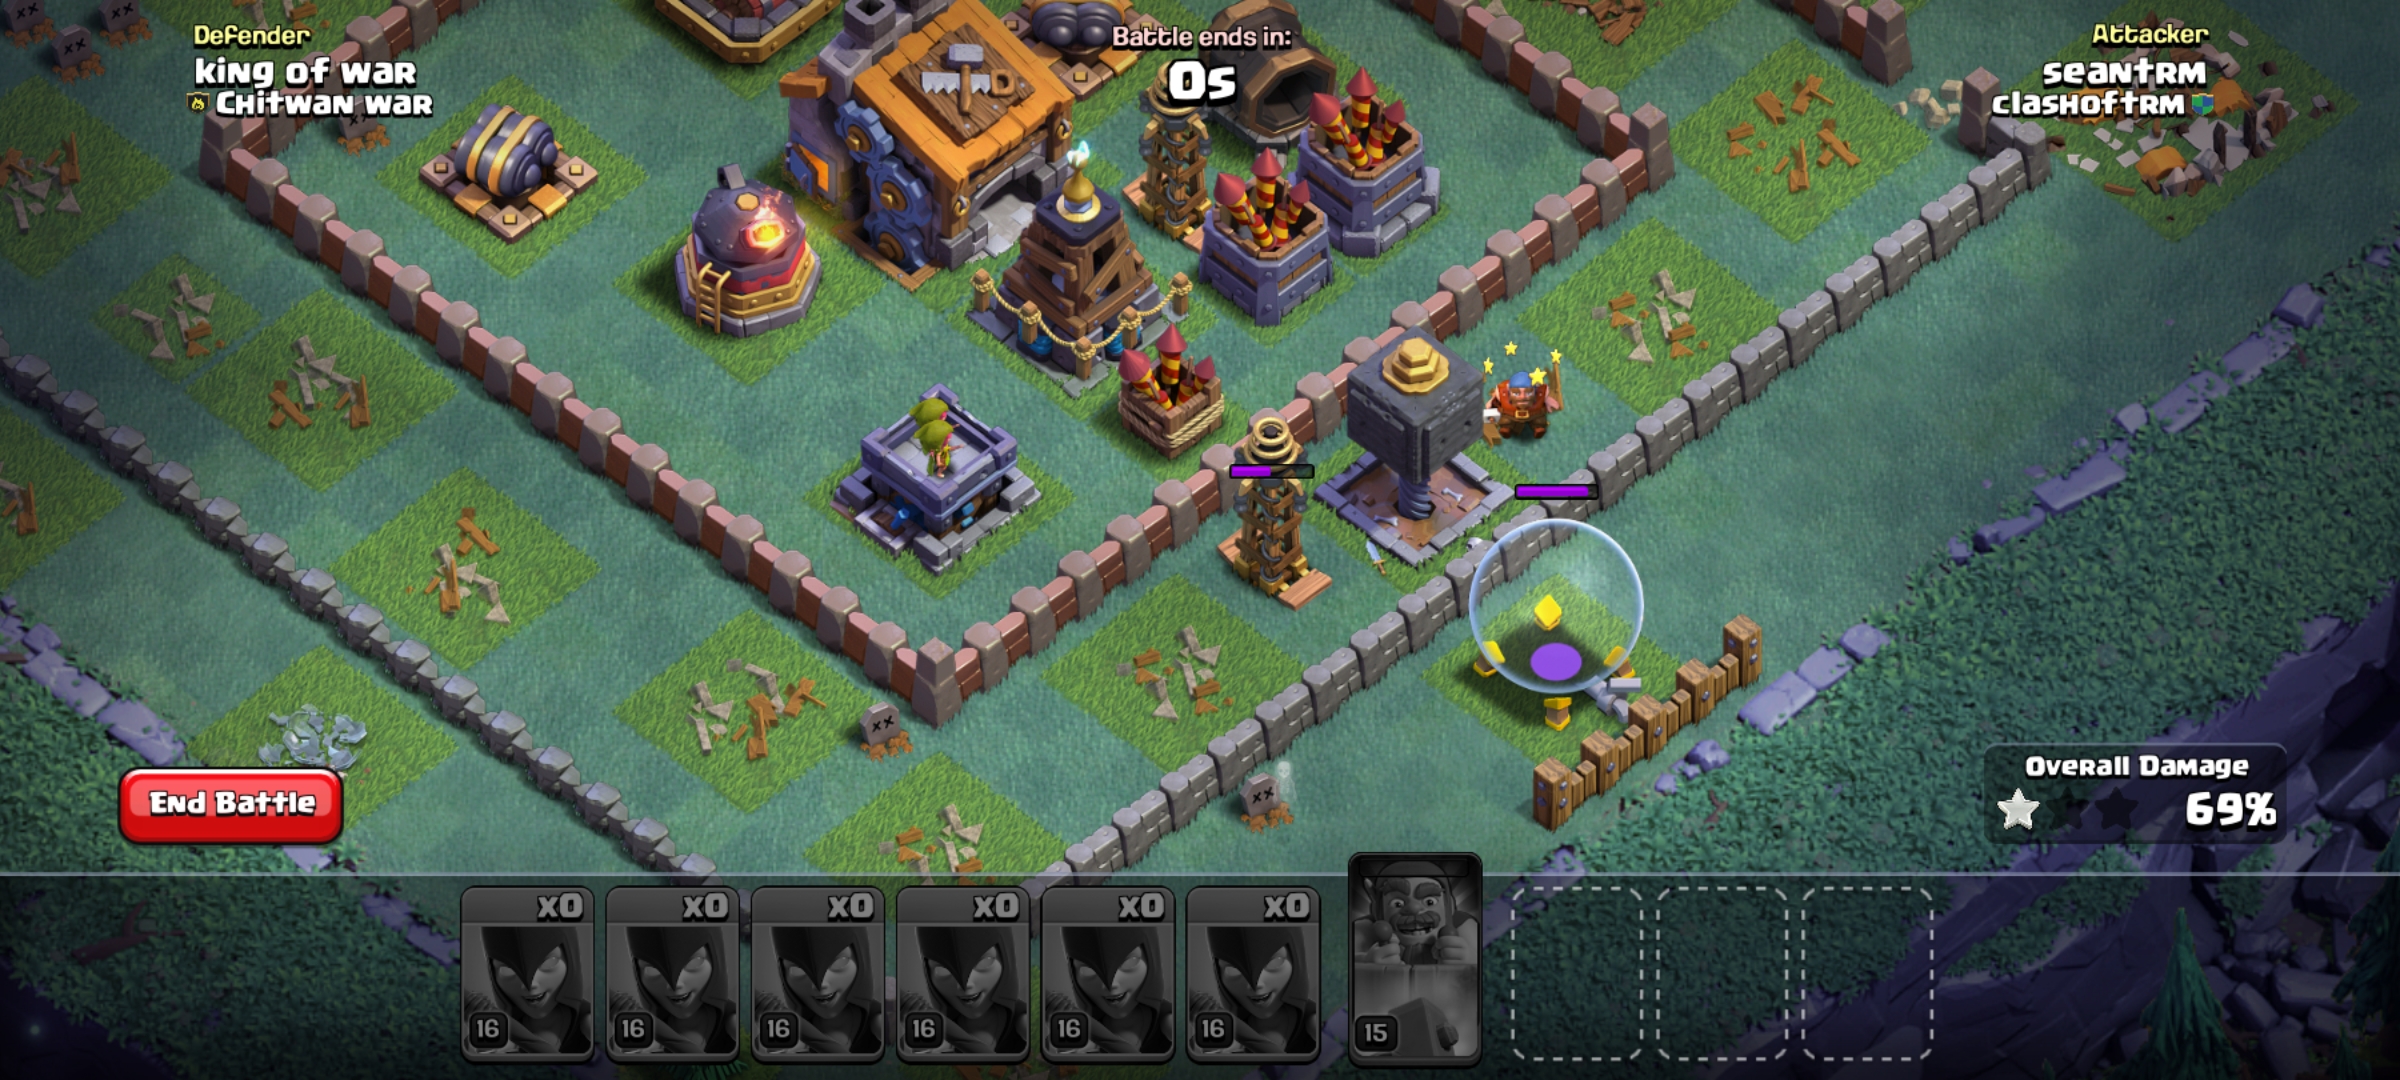 Defender
king of war
Chitwan war
Battle ends in:
0s
Attacker
seantrm
clashoftrm
End Battle
Overall Damage
69%
x0
x0
x0
x0
x0
x0
16
16
16
16
16
16
15